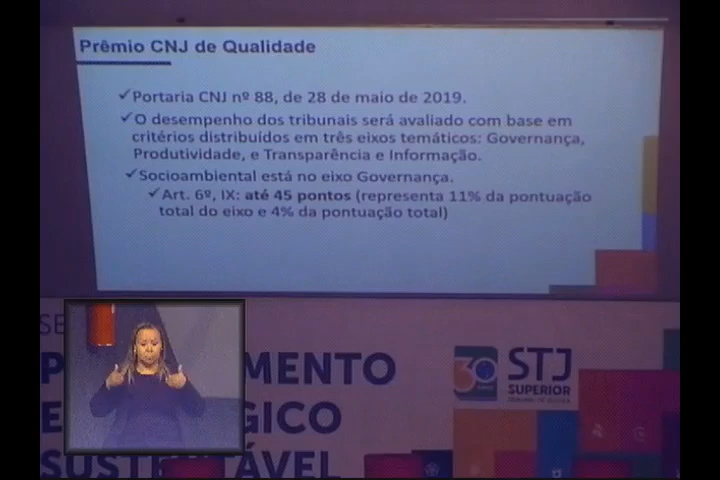 Prêmio CNJ de Qualidade
✓Portaria CNJ nº 88, de 28 de maio de 2019.
✓O desempenho dos tribunais será avaliado com base em
critérios distribuídos em três eixos temáticos: Governança,
Produtividade, e Transparência e Informação.
✓Socioambiental está no eixo Governança.
✓Art. 6º, IX: até 45 pontos (representa 11% da pontuação
total do eixo e 4% da pontuação total)
SE
P MENTO
E GICO
SUSTENTÁVEL
30
STJ
SUPERIOR